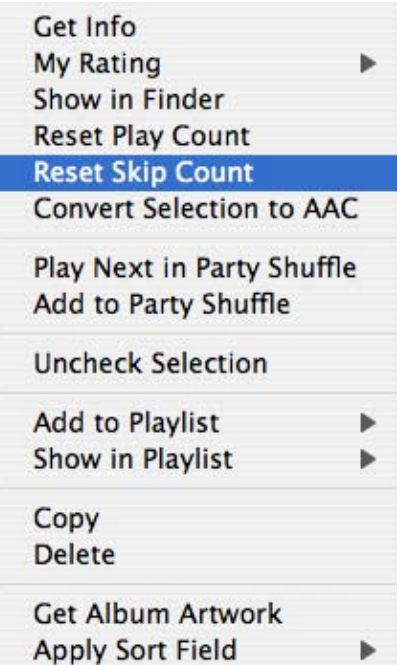 Get Info
My Rating
Show in Finder
Reset Play Count
Reset Skip Count
Convert Selection to AAC
Play Next in Party Shuffle
Add to Party Shuffle
Uncheck Selection
Add to Playlist
Show in Playlist
Copy
Delete
Get Album Artwork
Apply Sort Field